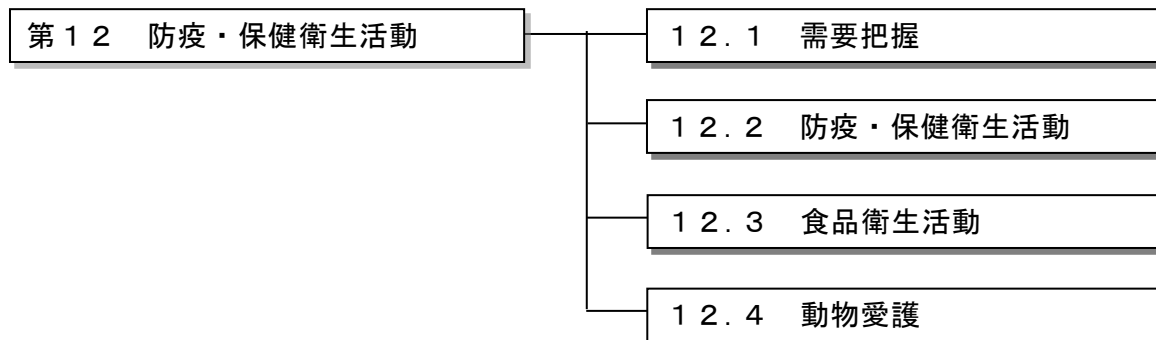 第１２　防疫・保健衛生活動
１２．１　需要把握
１２．２　防疫・保健衛生活動
１２．３　食品衛生活動
１２．４　動物愛護